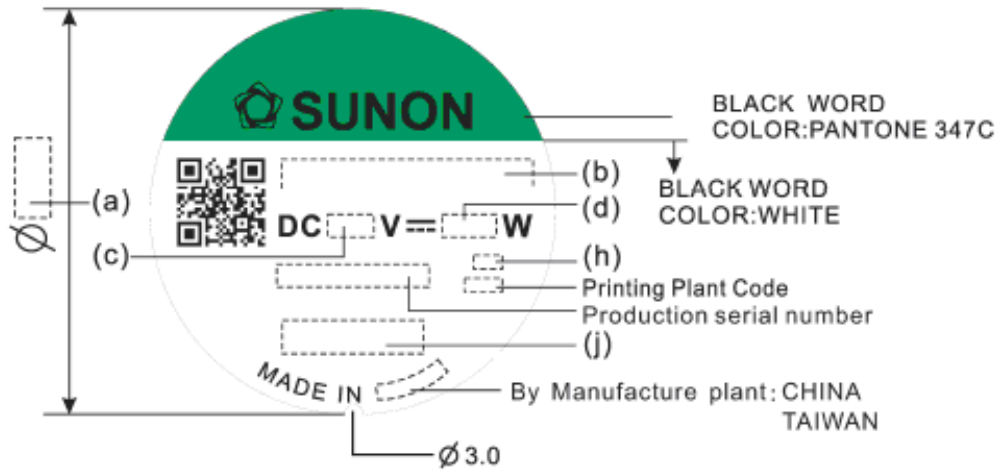 SUNON
BLACK WORD
COLOR:PANTONE 347C
BLACK WORD
COLOR:WHITE
(a)
(b)
(d)
DC V W
(c)
(h)
Printing Plant Code
Production serial number
(j)
MADE IN
By Manufacture plant: CHINA
TAIWAN
Ø
Ø 3.0